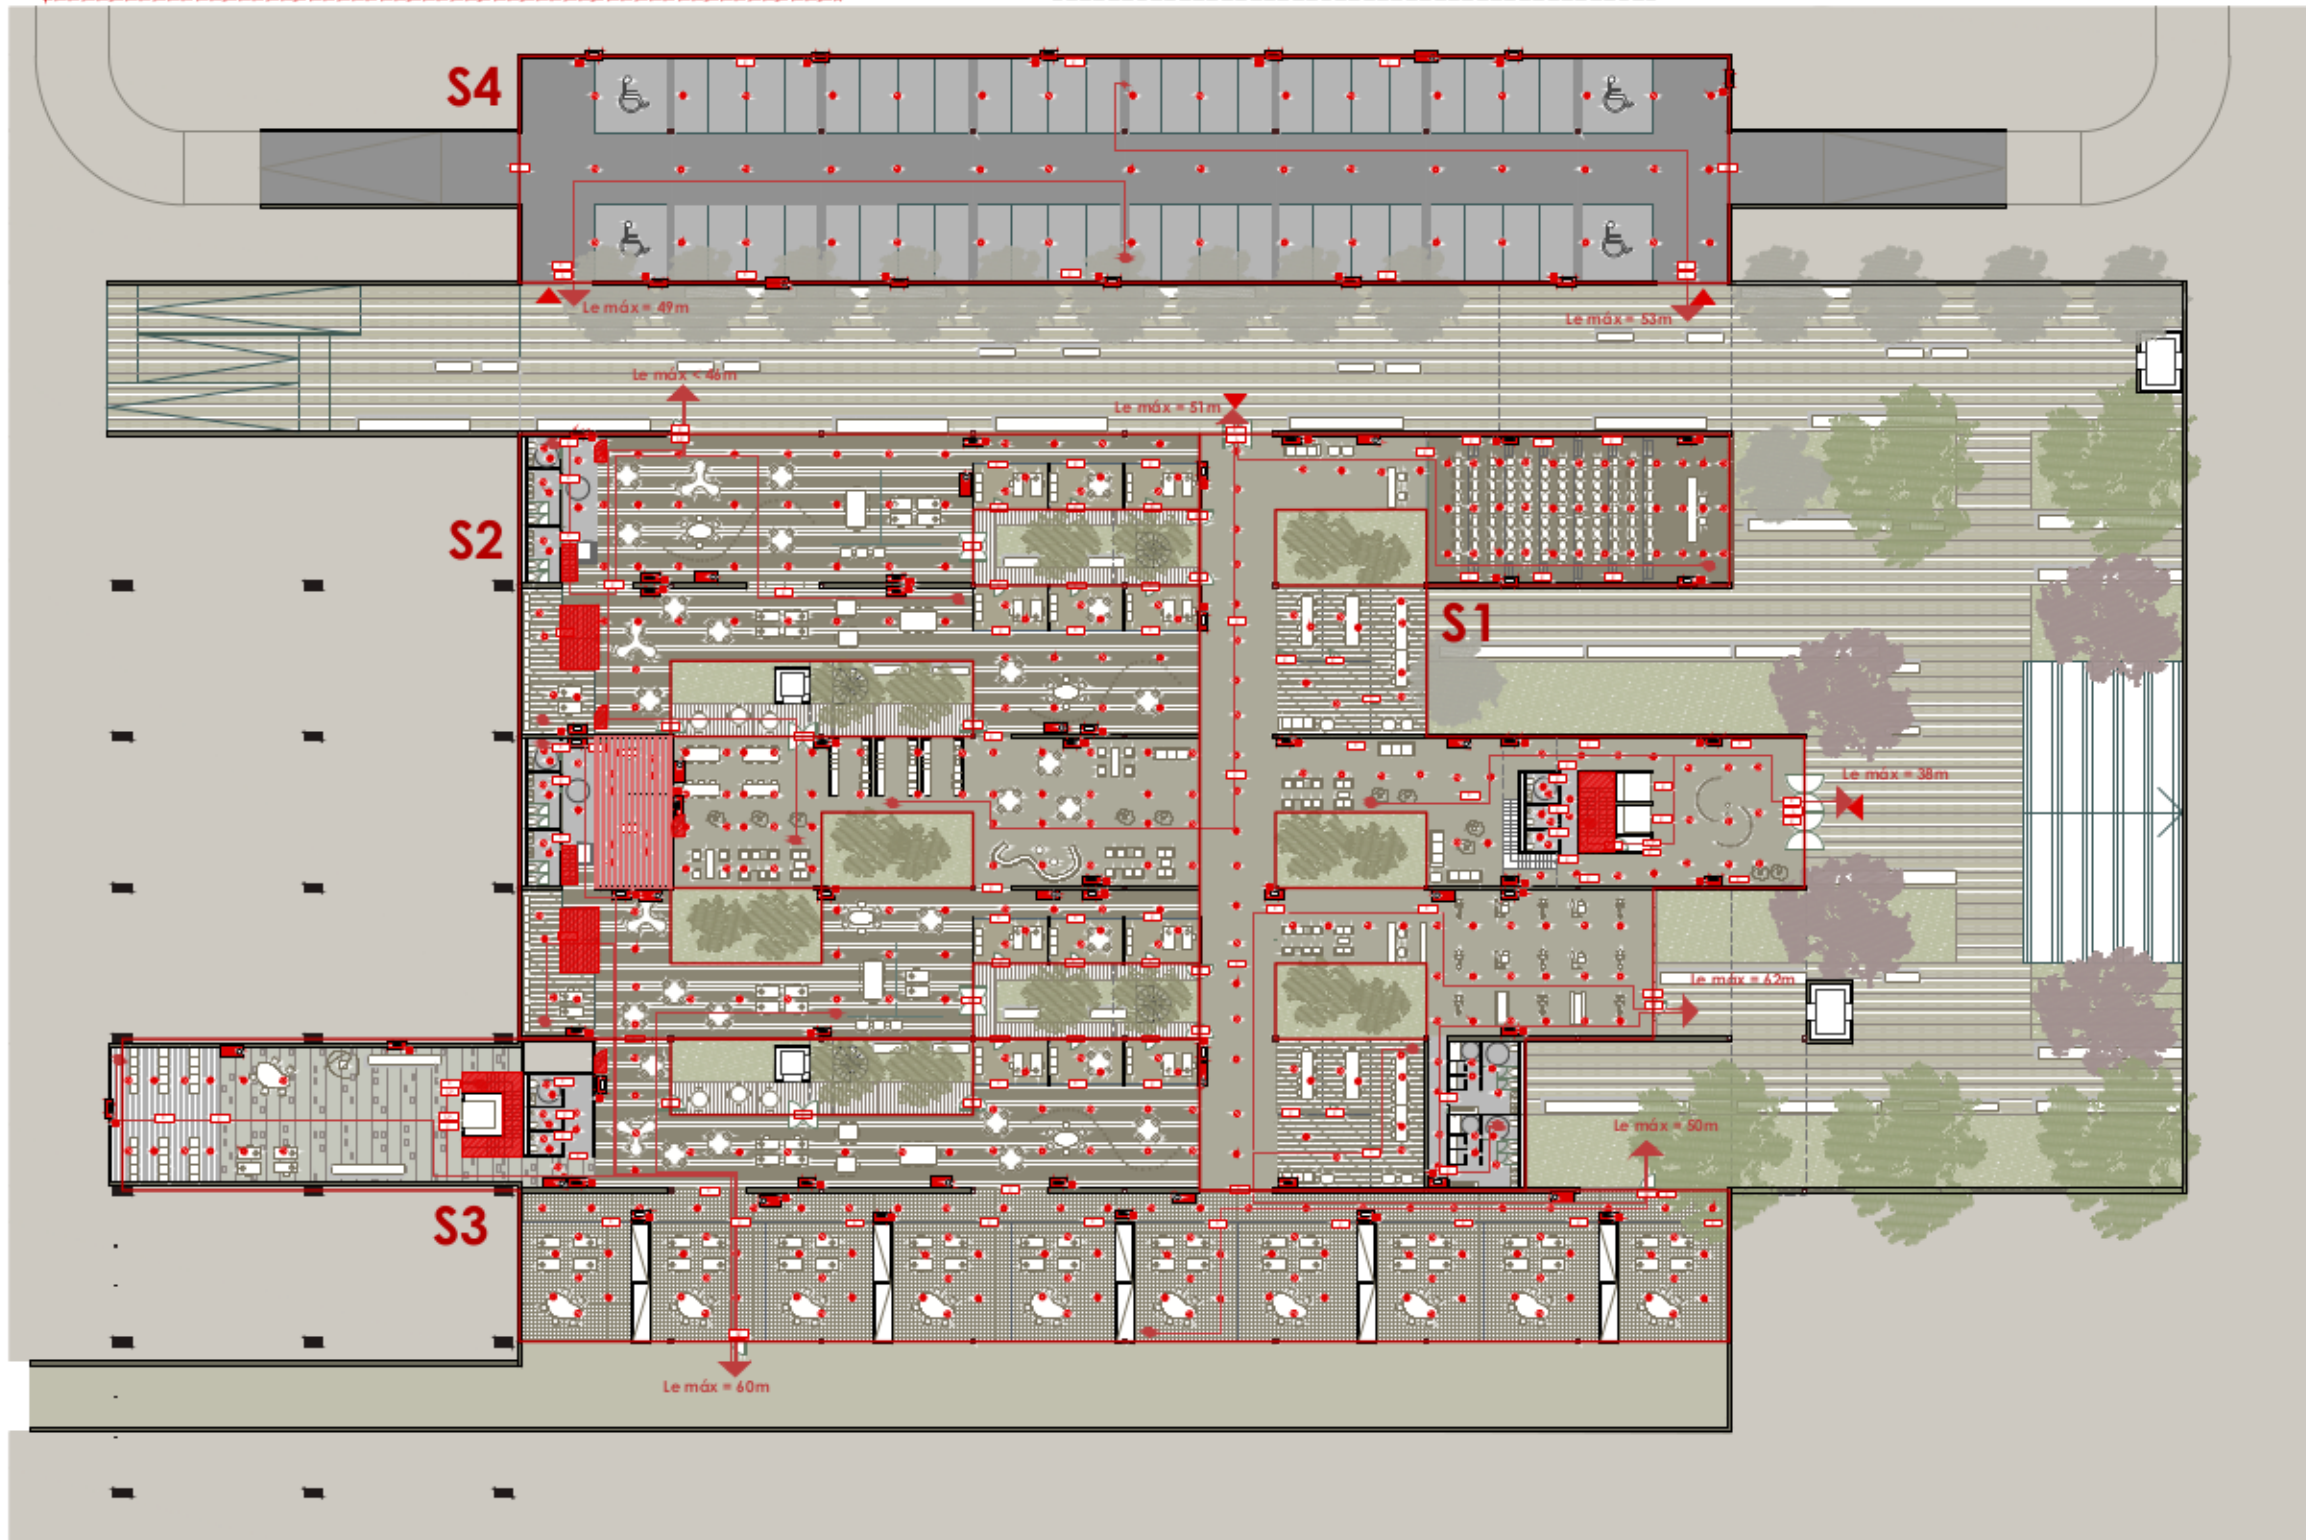 S4
Le máx = 49m
Le máx = 53m
Le máx < 46m
Le máx = 51m
S2
S1
Le máx = 38m
Le máx = 62m
Le máx = 50m
S3
Le máx = 60m